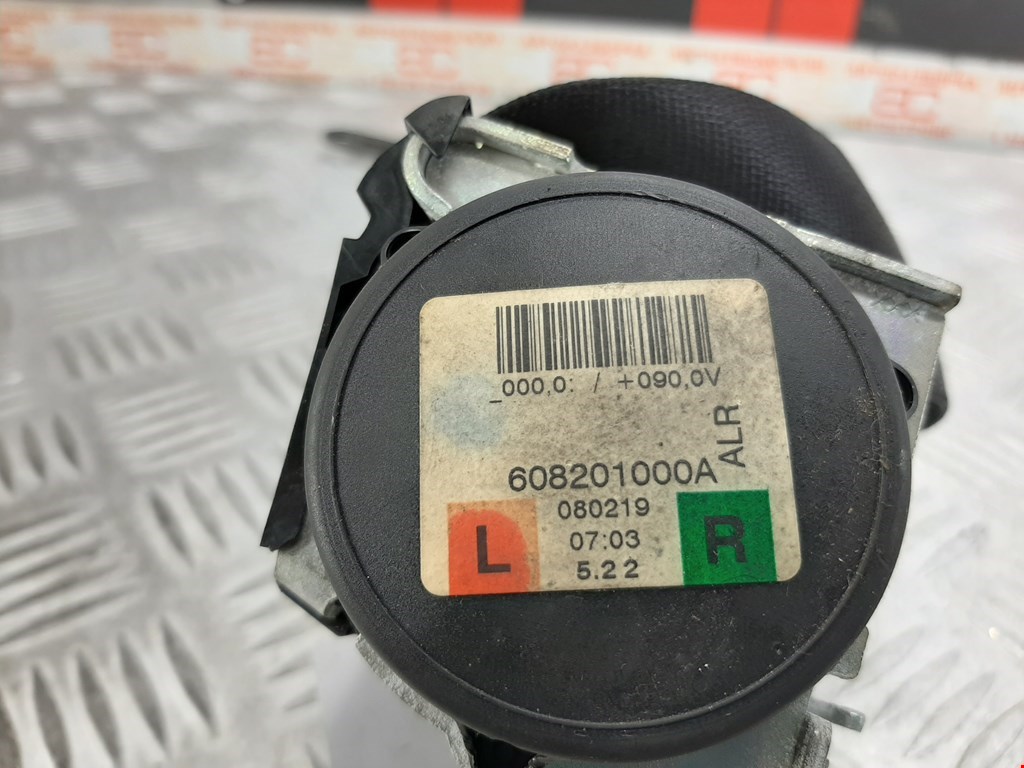 _000,0: / +090,0V
ALR
608201000A
080219
L
07:03
R
5.22